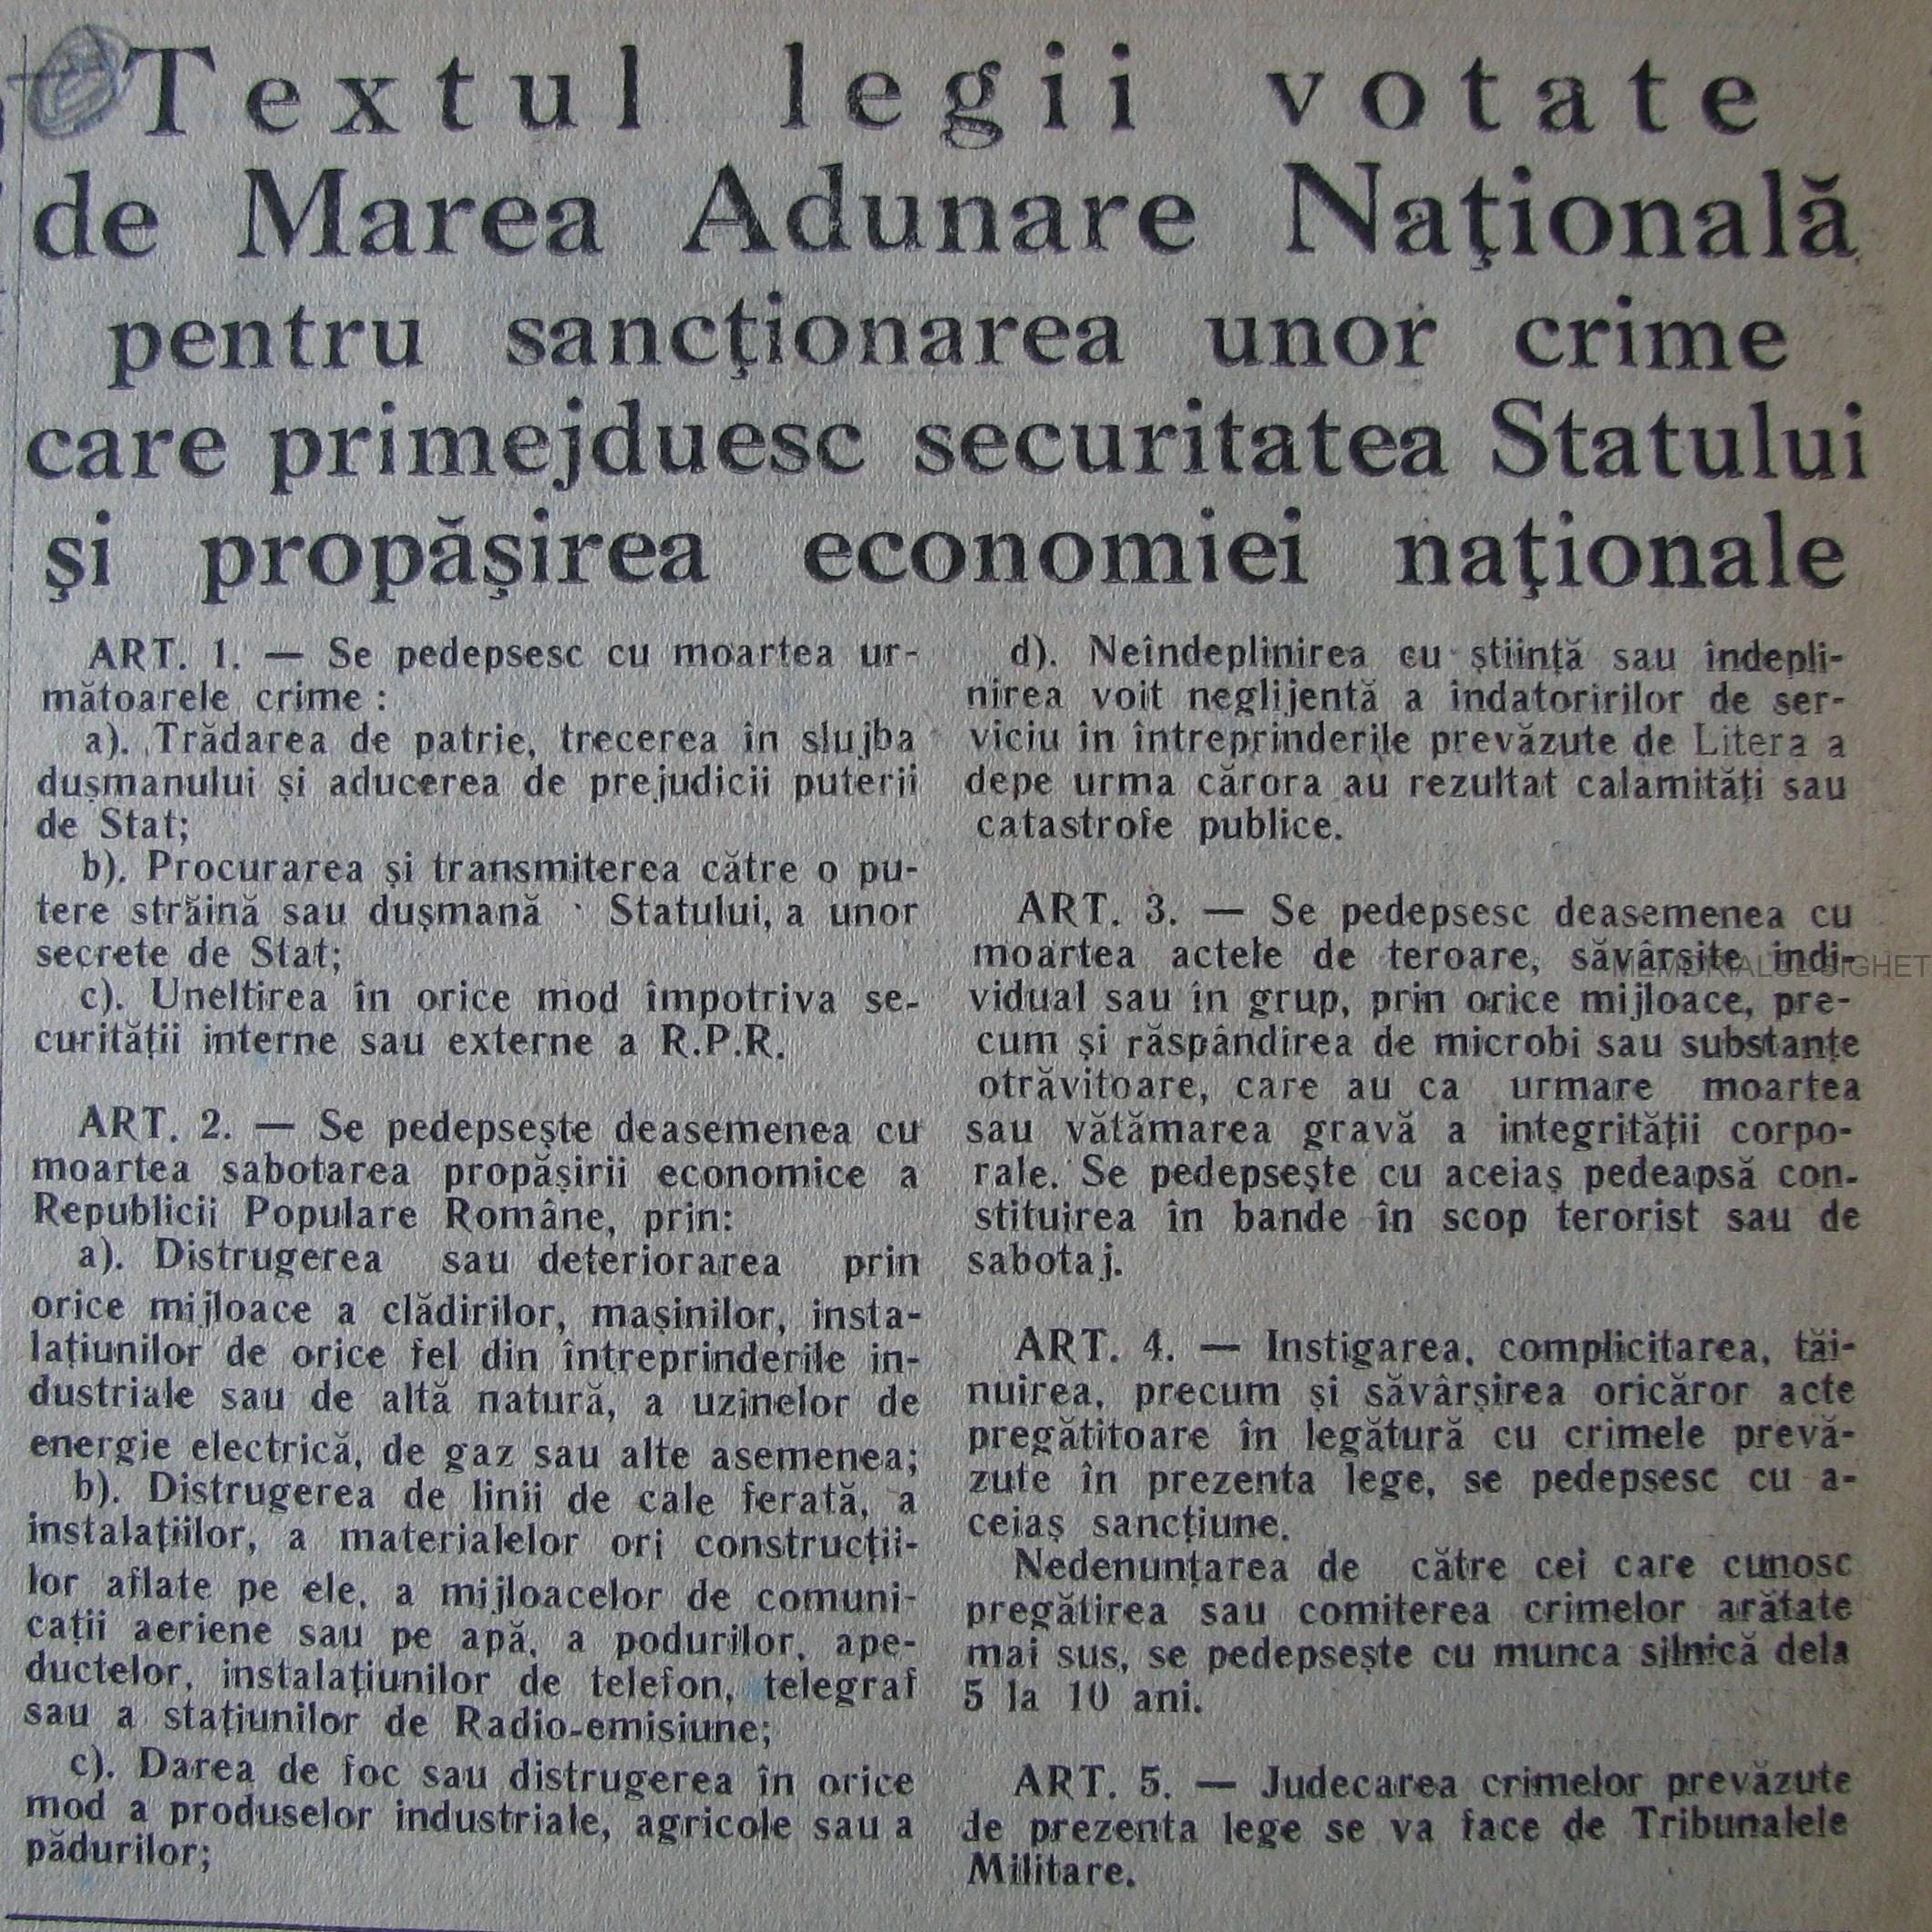 Textul legii votate
de Marea Adunare Naţională
pentru sancţionarea unor crime
care primejduesc securitatea Statului
şi propăşirea economiei naţionale
ART. 1. — Se pedepsesc cu moartea ur-
mătoarele crime :
a). Trădarea de patrie, trecerea în slujba
duşmanului şi aducerea de prejudicii puterii
de Stat;
b). Procurarea şi transmiterea către o pu-
tere străină sau duşmană Statului, a unor
secrete de Stat;
c). Uneltirea în orice mod împotriva se-
curităţii interne sau externe a R.P.R.
ART. 2. — Se pedepseşte deasemenea cu
moartea sabotarea propăşirii economice a
Republicii Populare Române, prin:
a). Distrugerea sau deteriorarea prin
orice mijloace a clădirilor, maşinilor, insta-
laţiunilor de orice fel din întreprinderile in-
dustriale sau de altă natură, a uzinelor de
energie electrică, de gaz sau alte asemenea;
b). Distrugerea de linii de cale ferată, a
instalaţiilor, a materialelor ori construcţii-
lor aflate pe ele, a mijloacelor de comuni-
caţii aeriene sau pe apă, a podurilor, ape-
ductelor, instalaţiunilor de telefon, telegraf
sau a staţiunilor de Radio-emisiune;
c). Darea de foc sau distrugerea în orice
mod a produselor industriale, agricole sau a
pădurilor;
d). Neîndeplinirea cu ştiinţă sau îndepli-
nirea voit neglijentă a îndatoririlor de ser-
viciu în întreprinderile prevăzute de Litera a
depe urma cărora au rezultat calamităţi sau
catastrofe publice.
ART. 3. — Se pedepsesc deasemenea cu
moartea actele de teroare, săvârşite indi-
vidual sau în grup, prin orice mijloace, pre-
cum şi răspândirea de microbi sau substanţe
otrăvitoare, care au ca urmare moartea
sau vătămarea gravă a integrităţii corpo-
rale. Se pedepseşte cu aceiaş pedeapsă con-
stituirea în bande în scop terorist sau de
sabotaj.
ART. 4. — Instigarea, complicitarea, tăi-
nuirea, precum şi săvârşirea oricăror acte
pregătitoare în legătură cu crimele prevă-
zute în prezenta lege, se pedepsesc cu a-
ceiaş sancţiune.
Nedenunţarea de către cei care cunosc
pregătirea sau comiterea crimelor arătate
mai sus, se pedepseşte cu munca silnică dela
5 la 10 ani.
ART. 5. — Judecarea crimelor prevăzute
de prezenta lege se va face de Tribunalele
Militare.
MEMORIALUL SIGHET